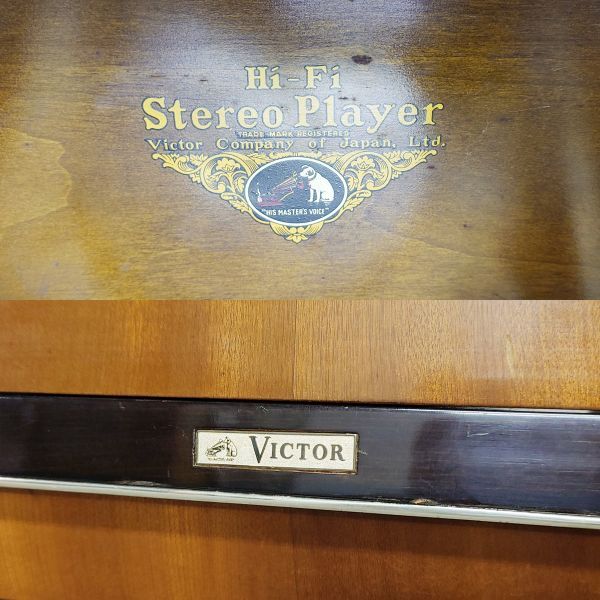 Hi-Fi
Stereo Player
TRADE MARK REGISTERED
Victor Company of Japan, Ltd.
"HIS MASTER'S VOICE"
VICTOR